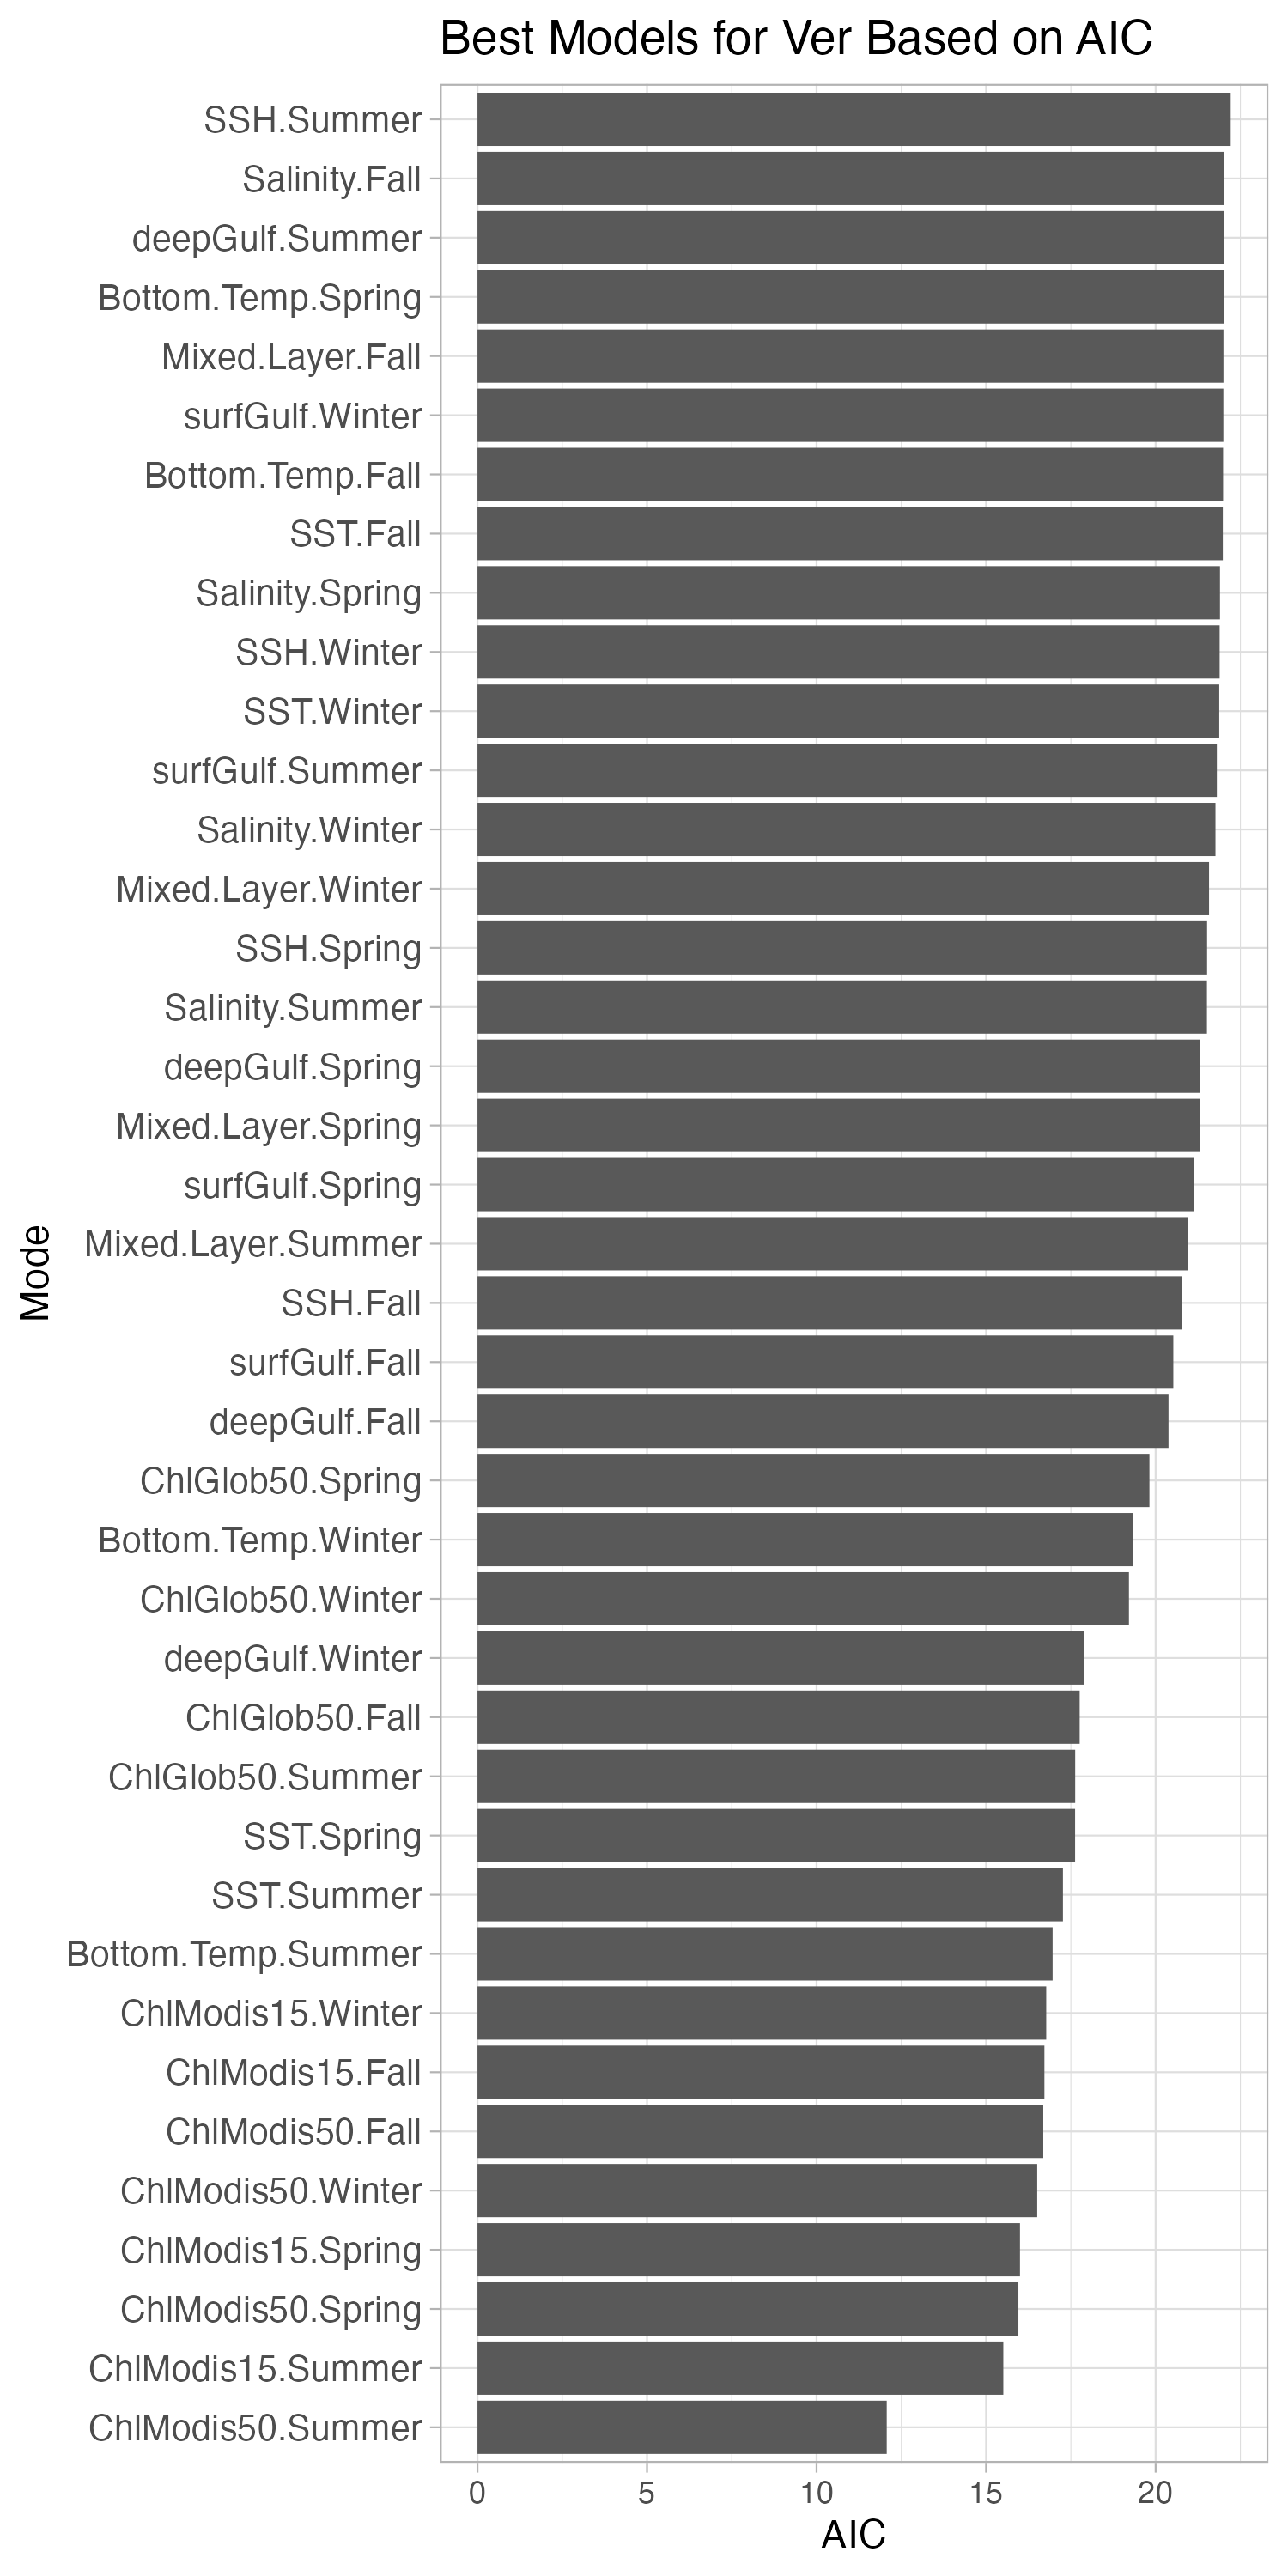 Best Models for Ver Based on AIC
SSH.Summer
Salinity.Fall
deepGulf.Summer
Bottom.Temp.Spring
Mixed.Layer.Fall
surfGulf.Winter
Bottom.Temp.Fall
SST.Fall
Salinity.Spring
SSH.Winter
SST.Winter
surfGulf.Summer
Salinity.Winter
Mixed.Layer.Winter
SSH.Spring
Salinity.Summer
deepGulf.Spring
Mixed.Layer.Spring
surfGulf.Spring
Mixed.Layer.Summer
SSH.Fall
surfGulf.Fall
deepGulf.Fall
ChlGlob50.Spring
Bottom.Temp.Winter
ChlGlob50.Winter
deepGulf.Winter
ChlGlob50.Fall
ChlGlob50.Summer
SST.Spring
SST.Summer
Bottom.Temp.Summer
ChlModis15.Winter
ChlModis15.Fall
ChlModis50.Fall
ChlModis50.Winter
ChlModis15.Spring
ChlModis50.Spring
ChlModis15.Summer
ChlModis50.Summer
Mode
0 5 10 15 20
AIC